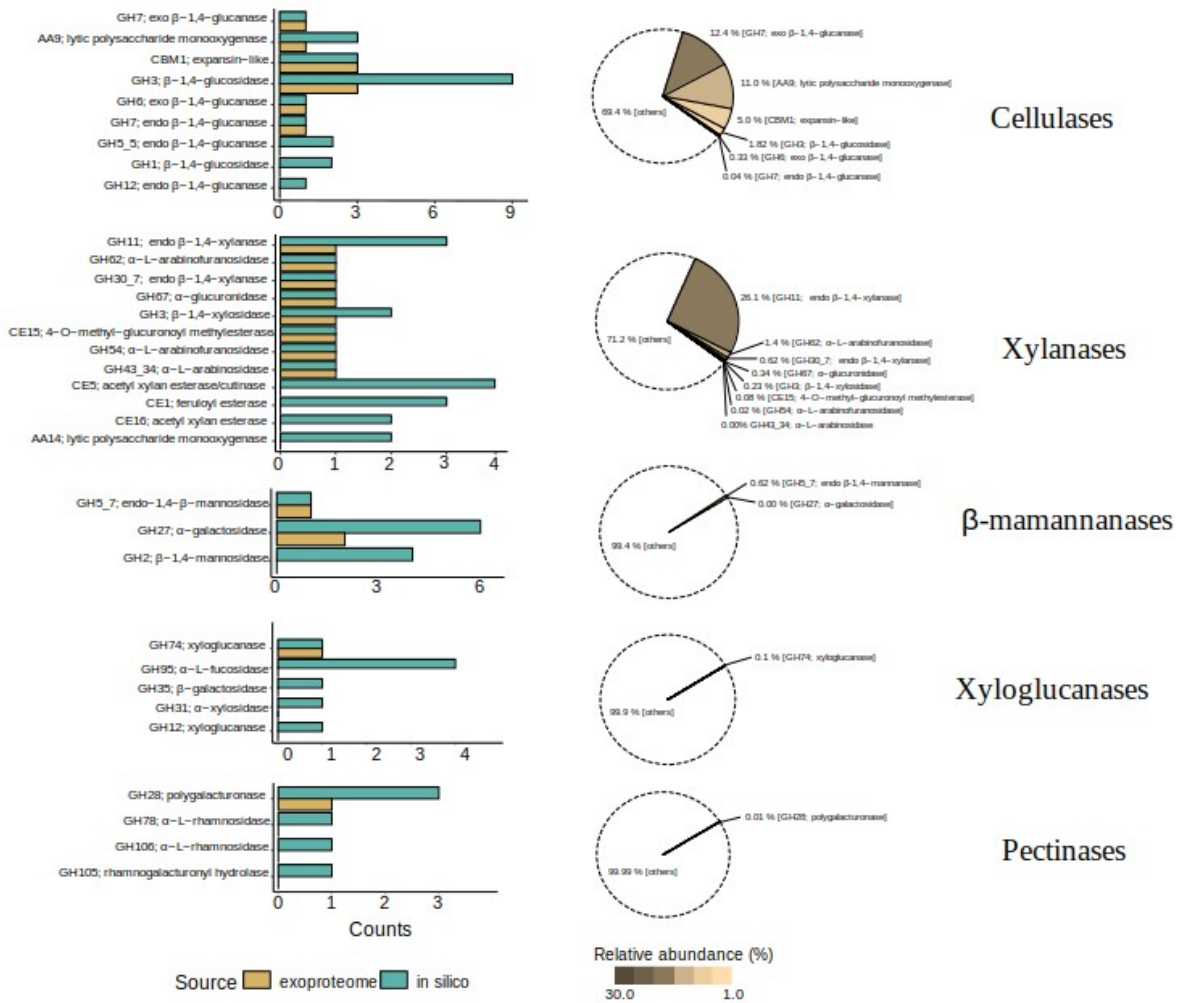 GH7; exo β−1,4−glucanase
AA9; lytic polysaccharide monooxygenase
CBM1; expansin−like
GH3; β−1,4−glucosidase
GH6; exo β−1,4−glucanase
GH7; endo β−1,4−glucanase
GH5_5; endo β−1,4−glucanase
GH1; β−1,4−glucosidase
GH12; endo β−1,4−glucanase
0 3 6 9
12.4 % [GH7; exo β−1,4−glucanase]
11.0 % [AA9; lytic polysaccharide monooxygenase]
69.4 % [others]
5.0 % [CBM1; expansin−like]
1.82 % [GH3; β−1,4−glucosidase]
0.33 % [GH6; exo β−1,4−glucanase]
0.04 % [GH7; endo β−1,4−glucanase]
Cellulases
GH11; endo β−1,4−xylanase
GH62; α−L−arabinofuranosidase
GH30_7; endo β−1,4−xylanase
GH67; α−glucuronidase
GH3; β−1,4−xylosidase
CE15; 4−O−methyl−glucuronoyl methylesterase
GH54; α−L−arabinofuranosidase
GH43_34; α−L−arabinosidase
CE5; acetyl xylan esterase/cutinase
CE1; feruloyl esterase
CE16; acetyl xylan esterase
AA14; lytic polysaccharide monooxygenase
0 1 2 3 4
26.1 % [GH11; endo β−1,4−xylanase]
71.2 % [others]
1.4 % [GH62; α−L−arabinofuranosidase]
0.62 % [GH30_7; endo β−1,4−xylanase]
0.34 % [GH67; α−glucuronidase]
0.23 % [GH3; β−1,4−xylosidase]
0.08 % [CE15; 4−O−methyl−glucuronoyl methylesterase]
0.02 % [GH54; α−L−arabinofuranosidase]
0.00% GH43_34; α−L−arabinosidase
Xylanases
GH5_7; endo−1,4−β−mannosidase
GH27; α−galactosidase
GH2; β−1,4−mannosidase
0 3 6
0.62 % [GH5_7; endo β-1,4−mannanase]
0.00 % [GH27; α−galactosidase]
99.4 % [others]
β-mamannanases
GH74; xyloglucanase
GH95; α−L−fucosidase
GH35; β−galactosidase
GH31; α−xylosidase
GH12; xyloglucanase
0 1 2 3 4
0.1 % [GH74; xyloglucanase]
99.9 % [others]
Xyloglucanases
GH28; polygalacturonase
GH78; α−L−rhamnosidase
GH106; α−L−rhamnosidase
GH105; rhamnogalacturonyl hydrolase
0 1 2 3
Counts
0.01 % [GH28; polygalacturonase]
99.99 % [others]
Pectinases
Source exoproteome in silico
Relative abundance (%)
30.0 1.0